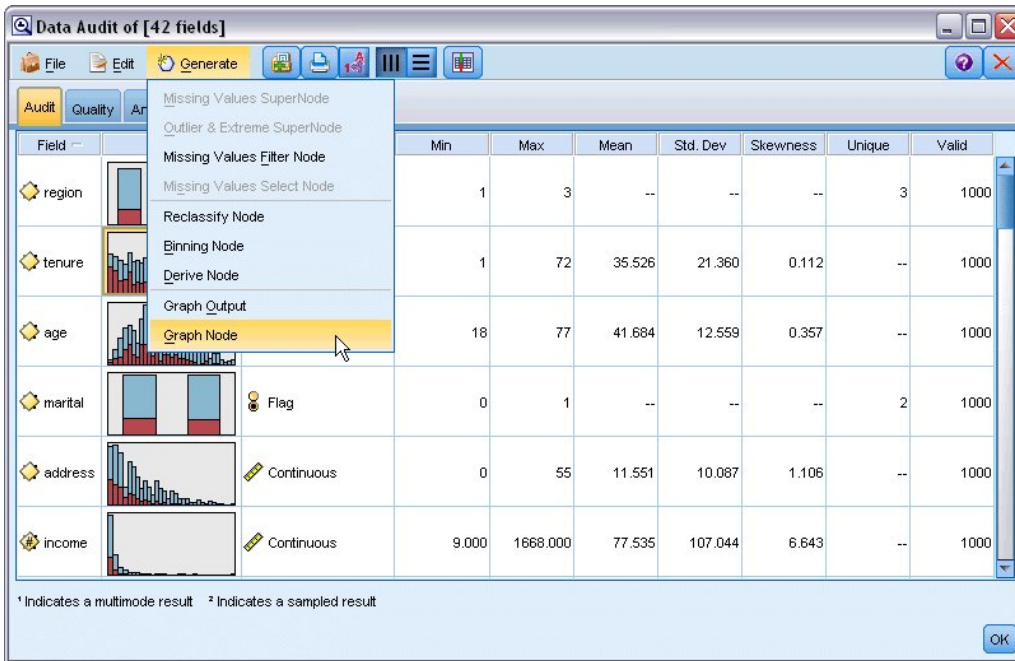 Data Audit of [42 fields]
File Edit Generate
Audit Quality An
Missing Values SuperNode
Outlier & Extreme SuperNode
Missing Values Filter Node
Missing Values Select Node
Reclassify Node
Binning Node
Derive Node
Graph Output
Graph Node
Field Min Max Mean Std. Dev Skewness Unique Valid
region 1 3 -- -- -- 3 1000
tenure 1 72 35.526 21.360 0.112 -- 1000
age 18 77 41.684 12.559 0.357 -- 1000
marital Flag 0 1 -- -- -- 2 1000
address Continuous 0 55 11.551 10.087 1.106 -- 1000
income Continuous 9.000 1668.000 77.535 107.044 6.643 -- 1000
¹ Indicates a multimode result ² Indicates a sampled result
OK